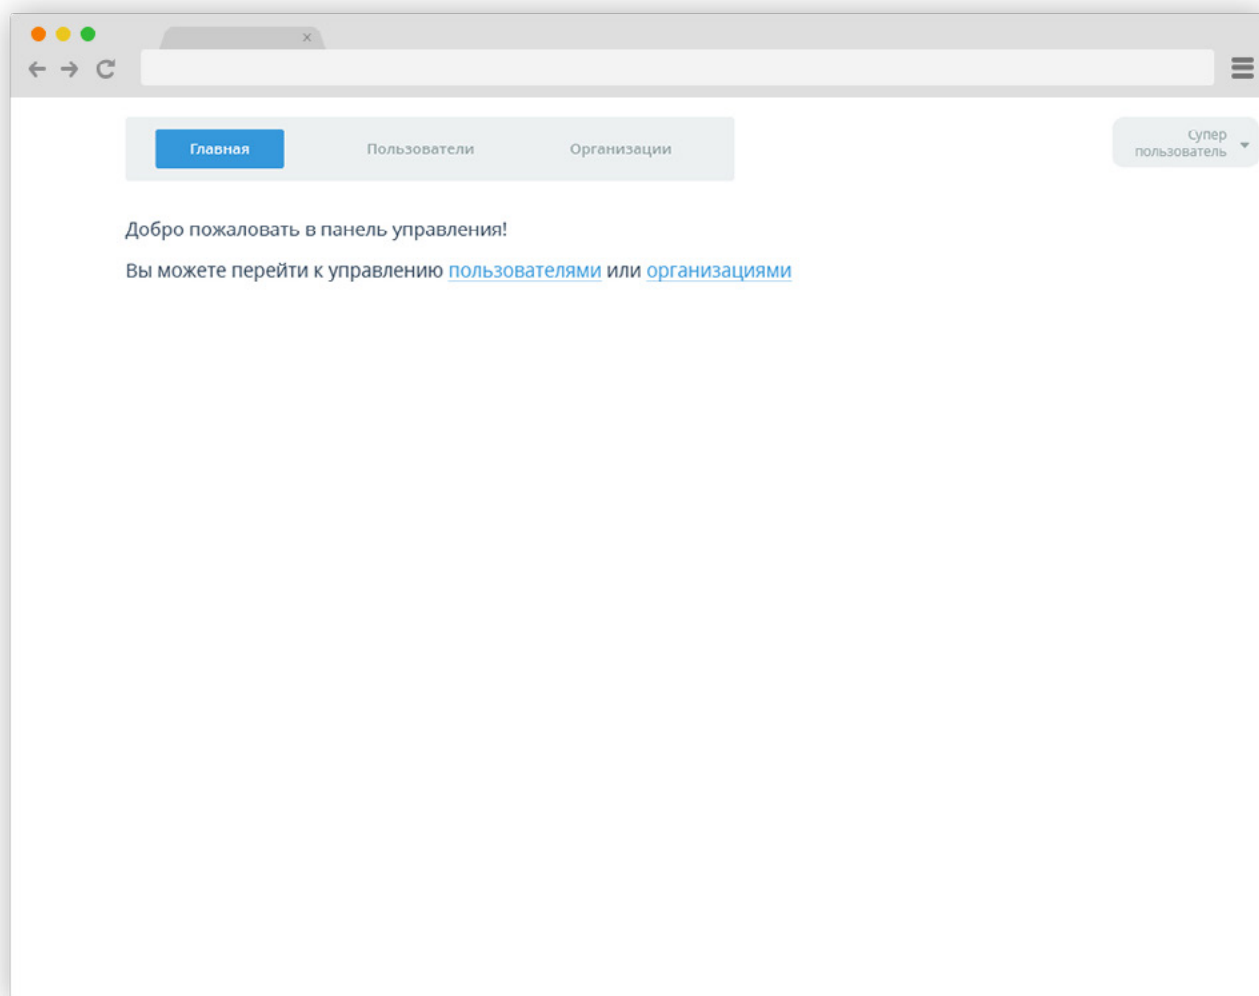 Главная
Пользователи
Организации
Супер
пользователь
Добро пожаловать в панель управления!
Вы можете перейти к управлению пользователями или организациями